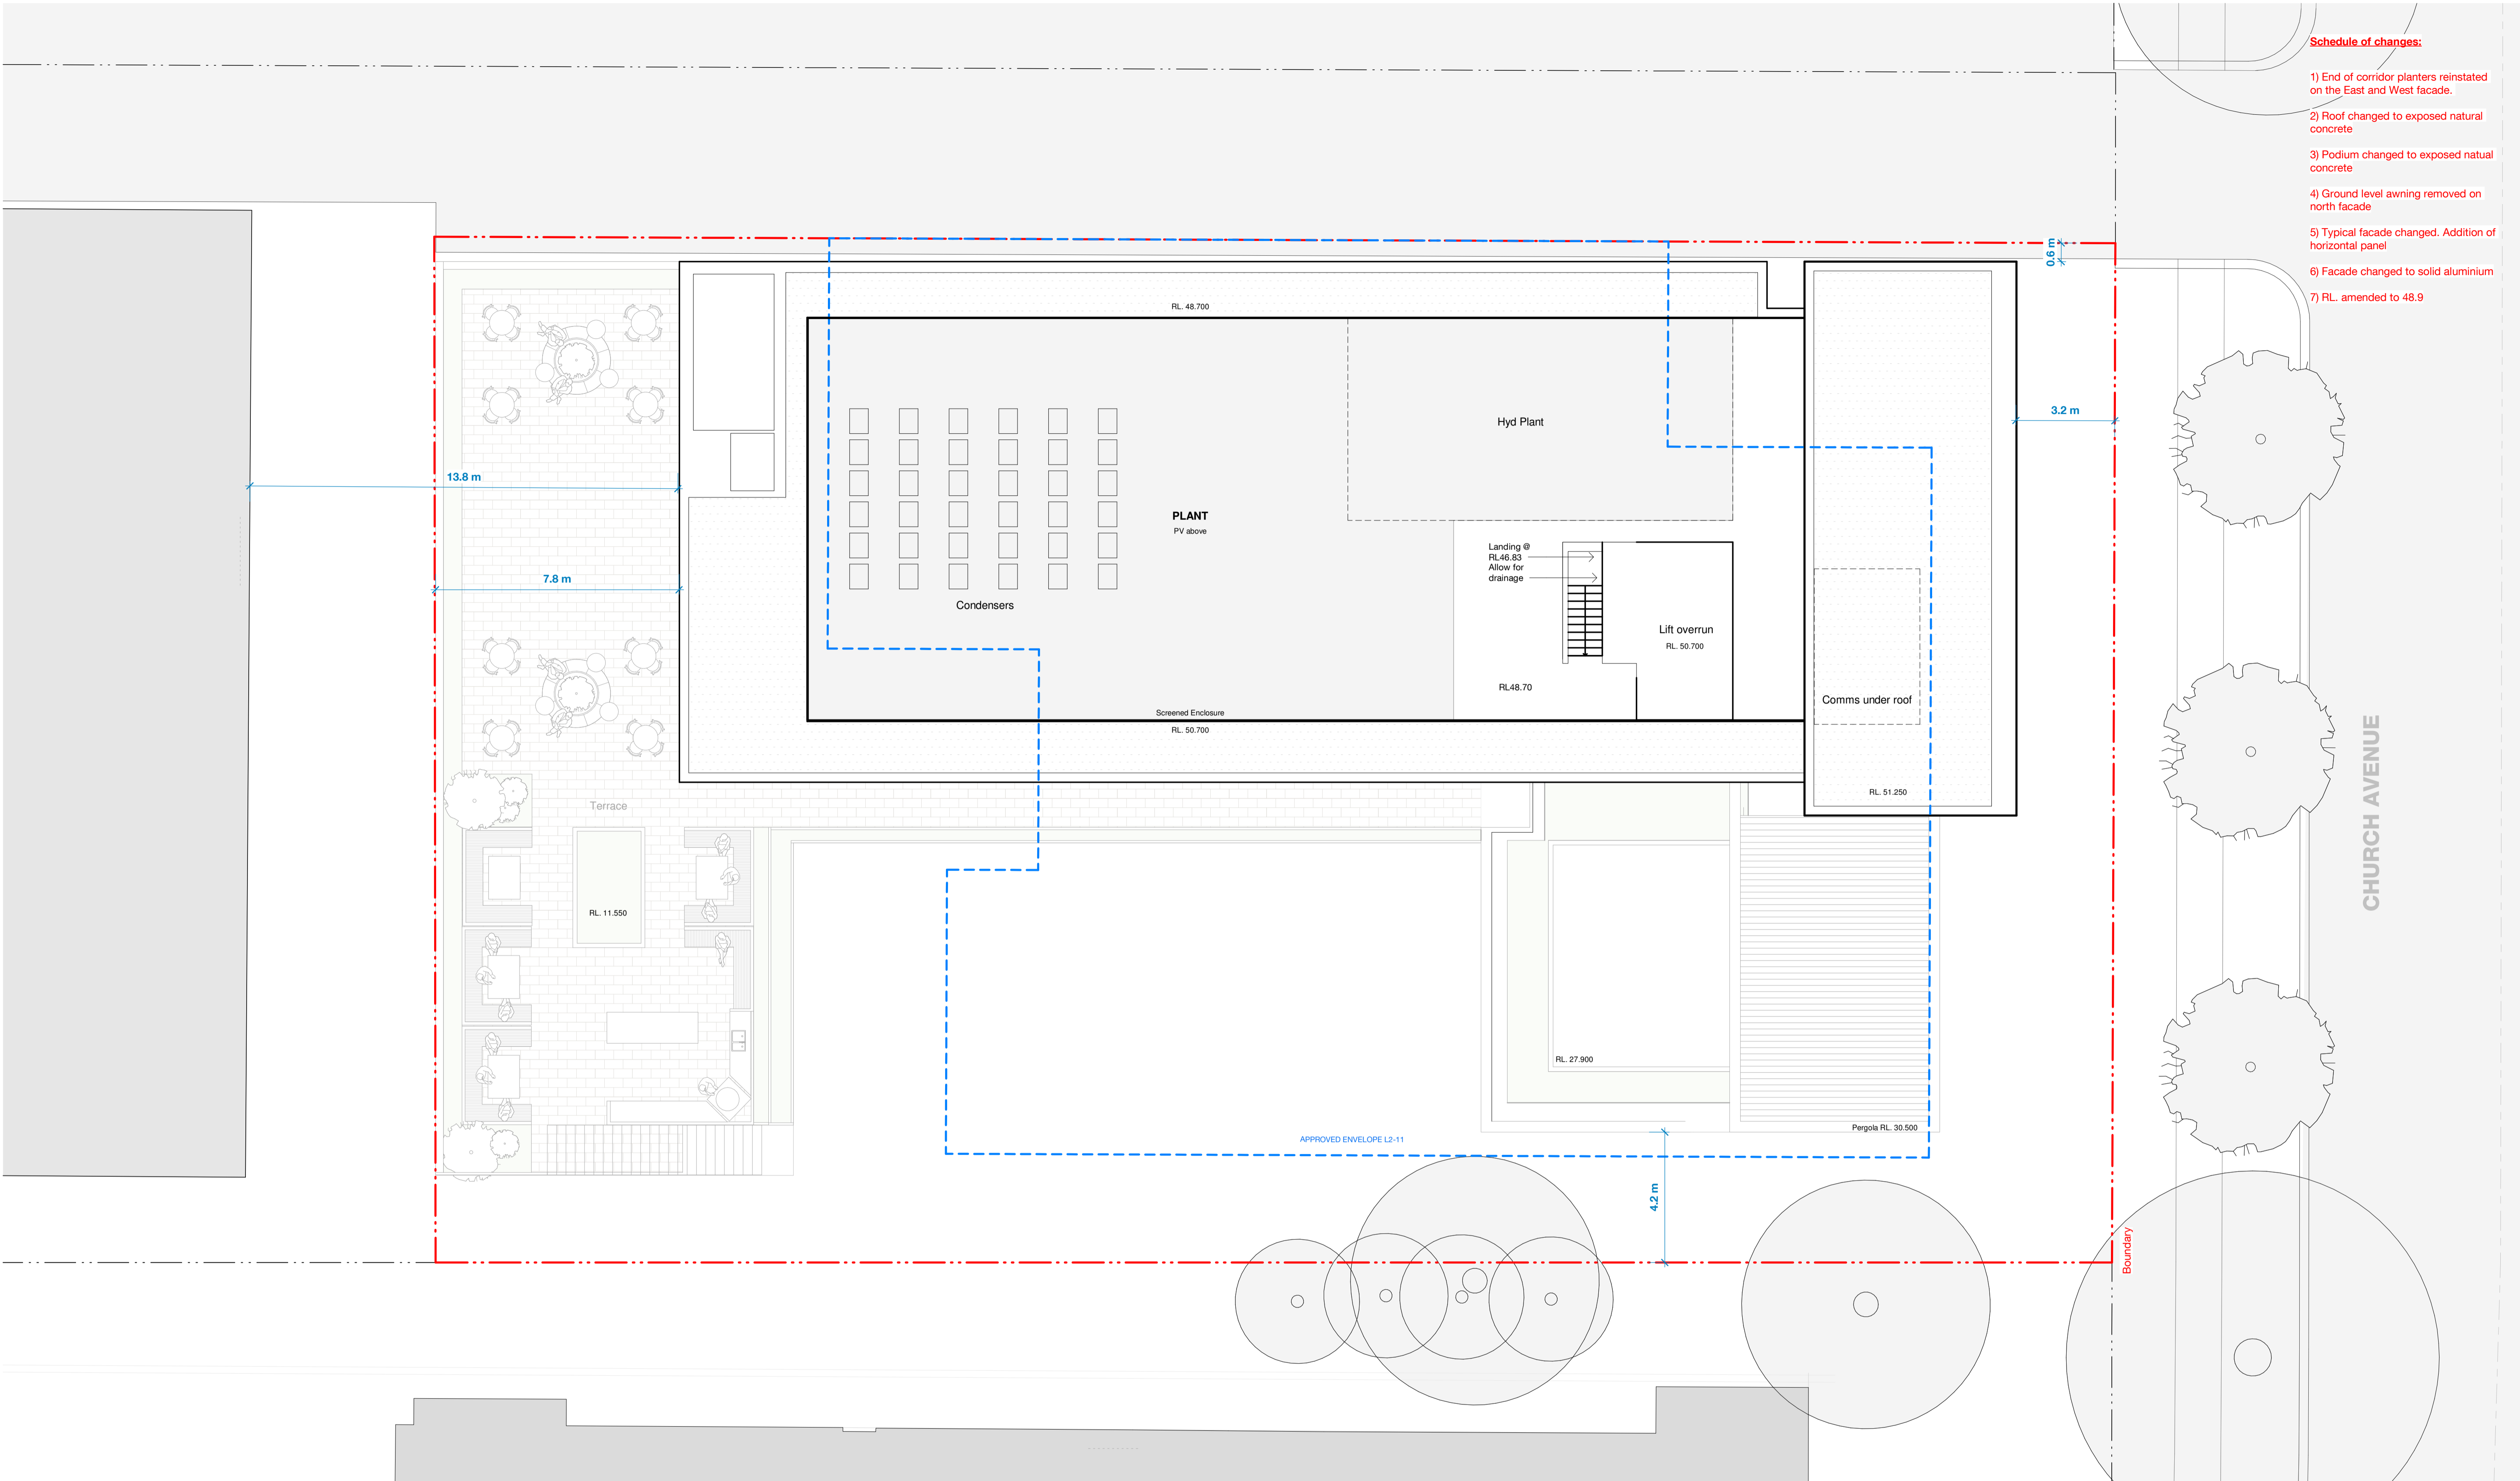 Schedule of changes:
1) End of corridor planters reinstated
on the East and West facade.
2) Roof changed to exposed natural
concrete
3) Podium changed to exposed natual
concrete
4) Ground level awning removed on
north facade
5) Typical facade changed. Addition of
horizontal panel
6) Facade changed to solid aluminium
7) RL. amended to 48.9
0.6 m
RL. 48.700
3.2 m
Hyd Plant
13.8 m
PLANT
PV above
Landing @
RL46.83
Allow for
drainage
7.8 m
Condensers
Lift overrun
RL. 50.700
RL48.70
Comms under roof
Screened Enclosure
RL. 50.700
RL. 51.250
Terrace
CHURCH AVENUE
RL. 11.550
RL. 27.900
Pergola RL. 30.500
APPROVED ENVELOPE L2-11
4.2 m
Boundary